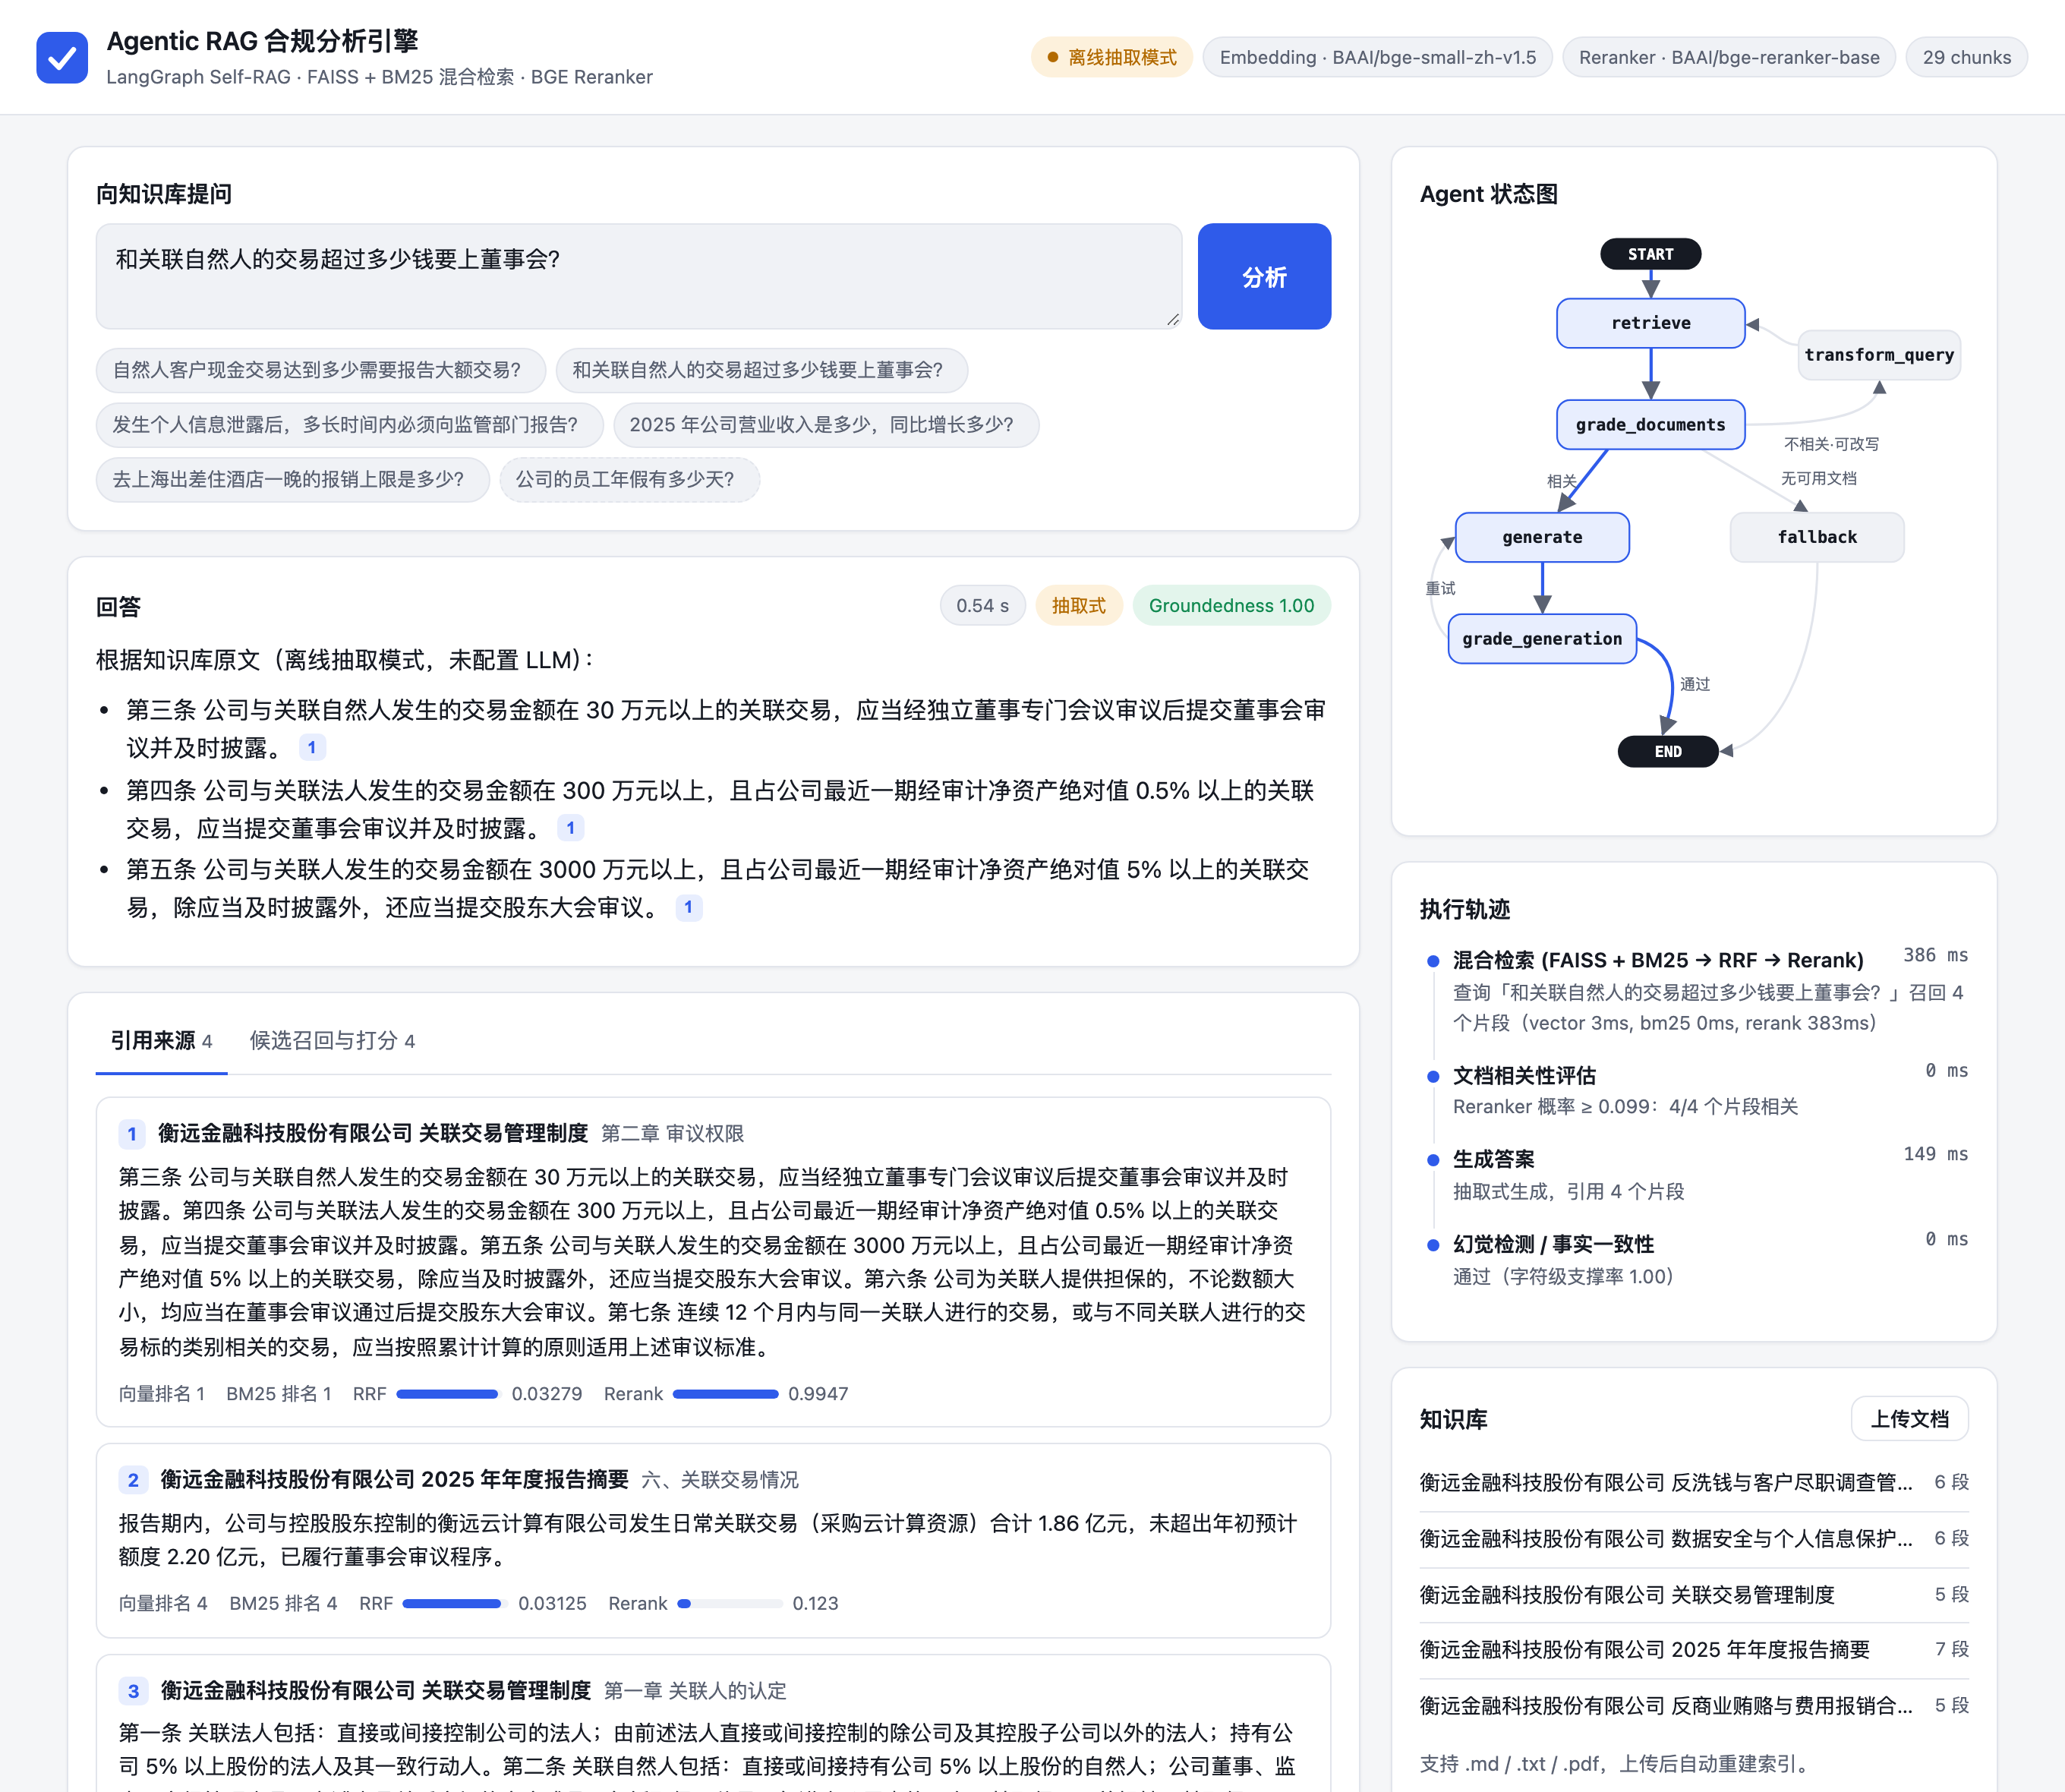 Agentic RAG 合规分析引擎
LangGraph Self-RAG · FAISS + BM25 混合检索 · BGE Reranker
离线抽取模式
Embedding · BAAI/bge-small-zh-v1.5
Reranker · BAAI/bge-reranker-base
29 chunks
向知识库提问
和关联自然人的交易超过多少钱要上董事会?
分析
自然人客户现金交易达到多少需要报告大额交易?
和关联自然人的交易超过多少钱要上董事会?
发生个人信息泄露后，多长时间内必须向监管部门报告?
2025 年公司营业收入是多少，同比增长多少?
去上海出差住酒店一晚的报销上限是多少?
公司的员工年假有多少天?
回答
0.54 s
抽取式
Groundedness 1.00
根据知识库原文（离线抽取模式，未配置 LLM）：
• 第三条 公司与关联自然人发生的交易金额在 30 万元以上的关联交易，应当经独立董事专门会议审议后提交董事会审
议并及时披露。 1
• 第四条 公司与关联法人发生的交易金额在 300 万元以上，且占公司最近一期经审计净资产绝对值 0.5% 以上的关联
交易，应当提交董事会审议并及时披露。 1
• 第五条 公司与关联人发生的交易金额在 3000 万元以上，且占公司最近一期经审计净资产绝对值 5% 以上的关联交
易，除应当及时披露外，还应当提交股东大会审议。 1
引用来源 4
候选召回与打分 4
1 衡远金融科技股份有限公司 关联交易管理制度 第二章 审议权限
第三条 公司与关联自然人发生的交易金额在 30 万元以上的关联交易，应当经独立董事专门会议审议后提交董事会审议并及时
披露。第四条 公司与关联法人发生的交易金额在 300 万元以上，且占公司最近一期经审计净资产绝对值 0.5% 以上的关联交
易，应当提交董事会审议并及时披露。第五条 公司与关联人发生的交易金额在 3000 万元以上，且占公司最近一期经审计净资
产绝对值 5% 以上的关联交易，除应当及时披露外，还应当提交股东大会审议。第六条 公司为关联人提供担保的，不论数额大
小，均应当在董事会审议通过后提交股东大会审议。第七条 连续 12 个月内与同一关联人进行的交易，或与不同关联人进行的交
易标的类别相关的交易，应当按照累计计算的原则适用上述审议标准。
向量排名 1 BM25 排名 1 RRF 0.03279 Rerank 0.9947
2 衡远金融科技股份有限公司 2025 年年度报告摘要 六、关联交易情况
报告期内，公司与控股股东控制的衡远云计算有限公司发生日常关联交易（采购云计算资源）合计 1.86 亿元，未超出年初预计
额度 2.20 亿元，已履行董事会审议程序。
向量排名 4 BM25 排名 4 RRF 0.03125 Rerank 0.123
3 衡远金融科技股份有限公司 关联交易管理制度 第一章 关联人的认定
第一条 关联法人包括：直接或间接控制公司的法人；由前述法人直接或间接控制的除公司及其控股子公司以外的法人；持有公
司 5% 以上股份的法人及其一致行动人。第二条 关联自然人包括：直接或间接持有公司 5% 以上股份的自然人；公司董事、监
Agent 状态图
START
retrieve
transform_query
grade_documents
不相关·可改写
相关
无可用文档
generate
fallback
重试
grade_generation
通过
END
执行轨迹
混合检索 (FAISS + BM25 → RRF → Rerank) 386 ms
查询「和关联自然人的交易超过多少钱要上董事会? 」召回 4
个片段（vector 3ms, bm25 0ms, rerank 383ms）
文档相关性评估 0 ms
Reranker 概率 ≥ 0.099：4/4 个片段相关
生成答案 149 ms
抽取式生成，引用 4 个片段
幻觉检测 / 事实一致性 0 ms
通过（字符级支撑率 1.00）
知识库
上传文档
衡远金融科技股份有限公司 反洗钱与客户尽职调查管... 6 段
衡远金融科技股份有限公司 数据安全与个人信息保护... 6 段
衡远金融科技股份有限公司 关联交易管理制度 5 段
衡远金融科技股份有限公司 2025 年年度报告摘要 7 段
衡远金融科技股份有限公司 反商业贿赂与费用报销合... 5 段
支持 .md / .txt / .pdf，上传后自动重建索引。